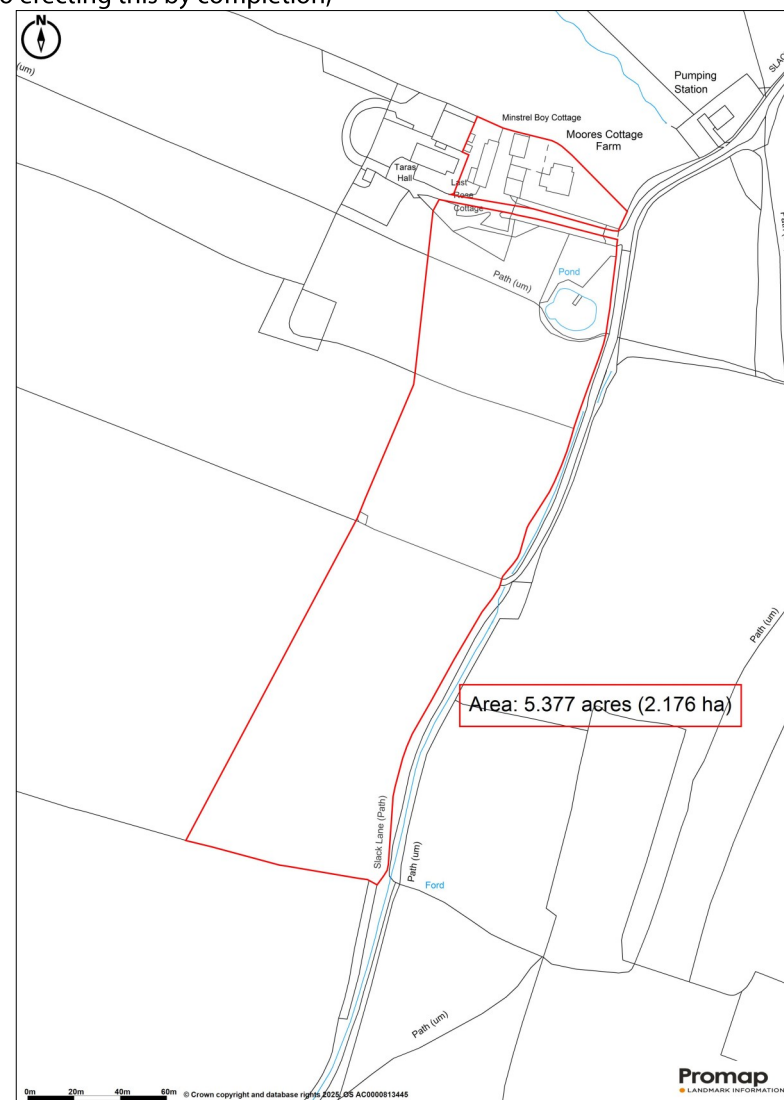 o erecting this by completion)
(um)
SLAC
Pumping
Station
Minstrel Boy Cottage
Moores Cottage
Farm
Taras
Hall
Last
Rose
Cottage
Path (um)
Pond
Path (um)
Area: 5.377 acres (2.176 ha)
Slack Lane (Path)
Path (um)
Ford
Path (um)
0m 20m 40m 60m © Crown copyright and database rights 2025. OS AC0000813445
Promap
LANDMARK INFORMATION